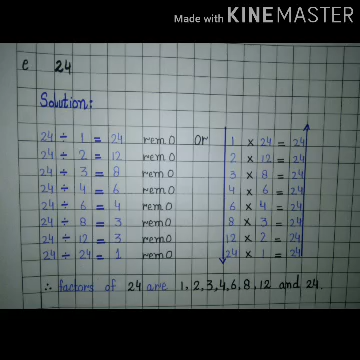 Made with KINEMASTER
e 24
Solution:
24 ÷ 1 = 24 rem 0 Or 1 × 24 = 24
24 ÷ 2 = 12 rem 0 2 × 12 = 24
24 ÷ 3 = 8 rem 0 3 × 8 = 24
24 ÷ 4 = 6 rem 0 4 × 6 = 24
24 ÷ 6 = 4 rem 0 6 × 4 = 24
24 ÷ 8 = 3 rem 0 8 × 3 = 24
24 ÷ 12 = 3 rem 0 12 × 2 = 24
24 ÷ 24 = 1 rem 0 24 × 1 = 24
∴ factors of 24 are 1, 2, 3, 4, 6, 8, 12 and 24.